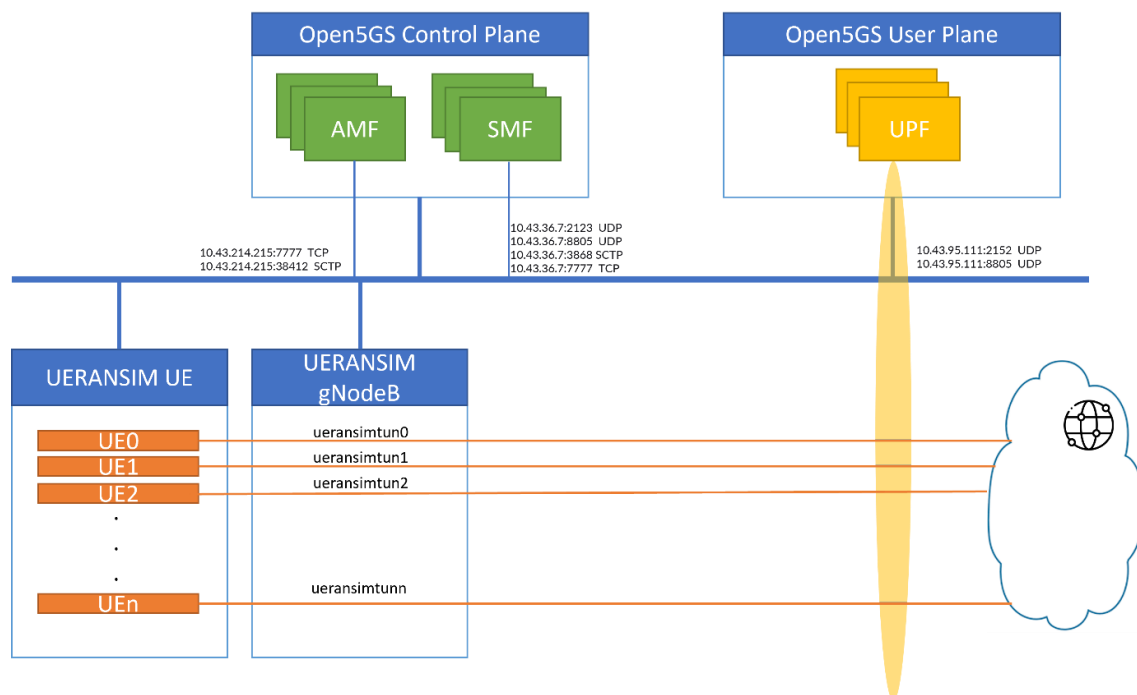 Open5GS Control Plane
Open5GS User Plane
AMF
SMF
UPF
10.43.214.215:7777 TCP
10.43.214.215:38412 SCTP
10.43.36.7:2123 UDP
10.43.36.7:8805 UDP
10.43.36.7:3868 SCTP
10.43.36.7:7777 TCP
10.43.95.111:2152 UDP
10.43.95.111:8805 UDP
UERANSIM UE
UERANSIM
gNodeB
UE0
ueransimtun0
UE1
ueransimtun1
UE2
ueransimtun2
.
.
.
UEn
ueransimtunn